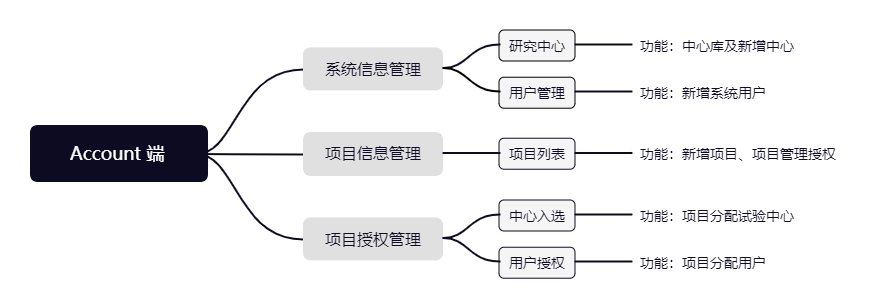 Account 端
系统信息管理
研究中心
功能：中心库及新增中心
用户管理
功能：新增系统用户
项目信息管理
项目列表
功能：新增项目、项目管理授权
项目授权管理
中心入选
功能：项目分配试验中心
用户授权
功能：项目分配用户